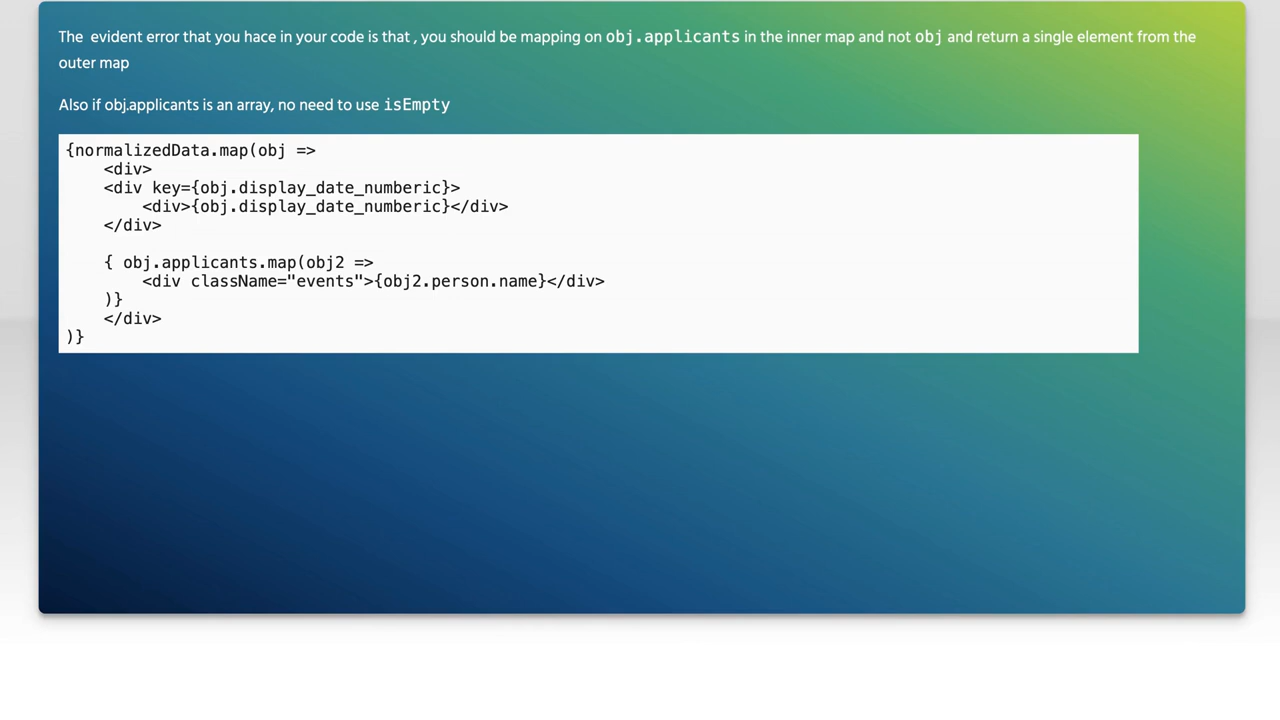 The  evident error that you hace in your code is that , you should be mapping on obj.applicants in the inner map and not obj and return a single element from the
outer map
Also if obj.applicants is an array, no need to use isEmpty
{normalizedData.map(obj =>
    <div>
    <div key={obj.display_date_numberic}>
        <div>{obj.display_date_numberic}</div>
    </div>
    { obj.applicants.map(obj2 =>
        <div className="events">{obj2.person.name}</div>
    )}
    </div>
)}